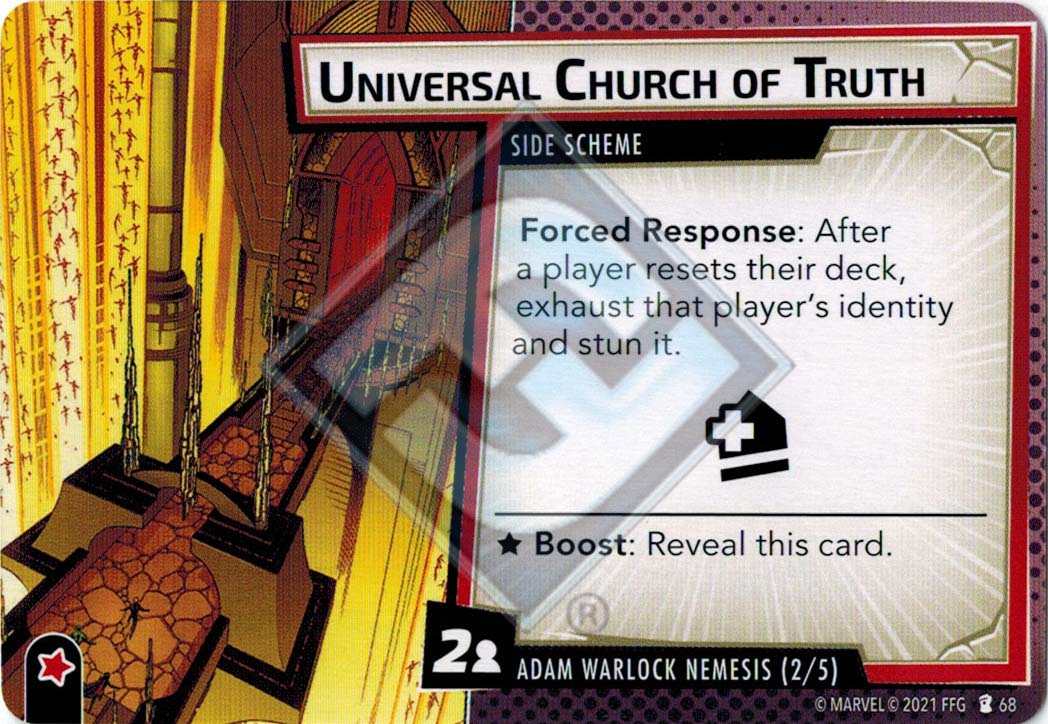 UNIVERSAL CHURCH OF TRUTH
SIDE SCHEME
Forced Response: After
a player resets their deck,
exhaust that player’s identity
and stun it.
★ Boost: Reveal this card.
2
ADAM WARLOCK NEMESIS (2/5)
© MARVEL © 2021 FFG 68
®